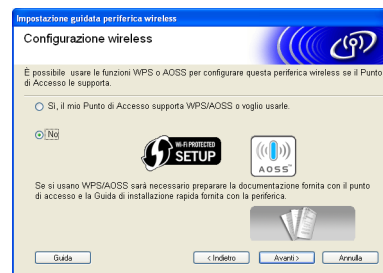 Impostazione guidata periferica wireless
Configurazione wireless
È possibile usare le funzioni WPS o AOSS per configurare questa periferica wireless se il Punto
di Accesso le supporta.
Sì, il mio Punto di Accesso supporta WPS/AOSS o voglio usarle.
No
WI-FI PROTECTED
SETUP
AOSS™
Se si usano WPS/AOSS sarà necessario preparare la documentazione fornita con il punto
di accesso e la Guida di installazione rapida fornita con la periferica.
Guida
< Indietro
Avanti >
Annulla